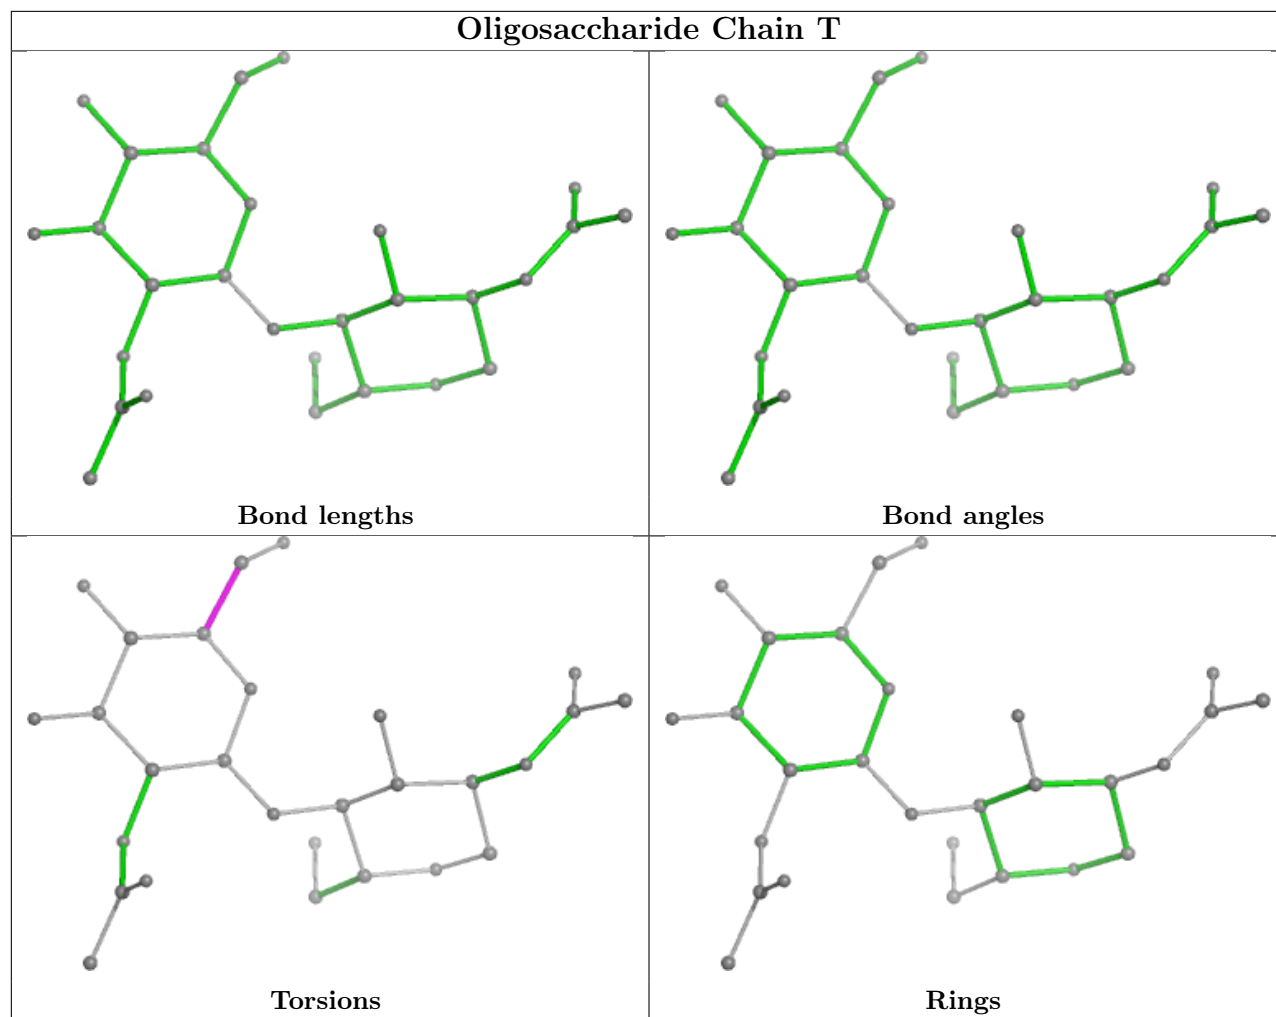 Oligosaccharide Chain T
Bond lengths
Bond angles
Torsions
Rings